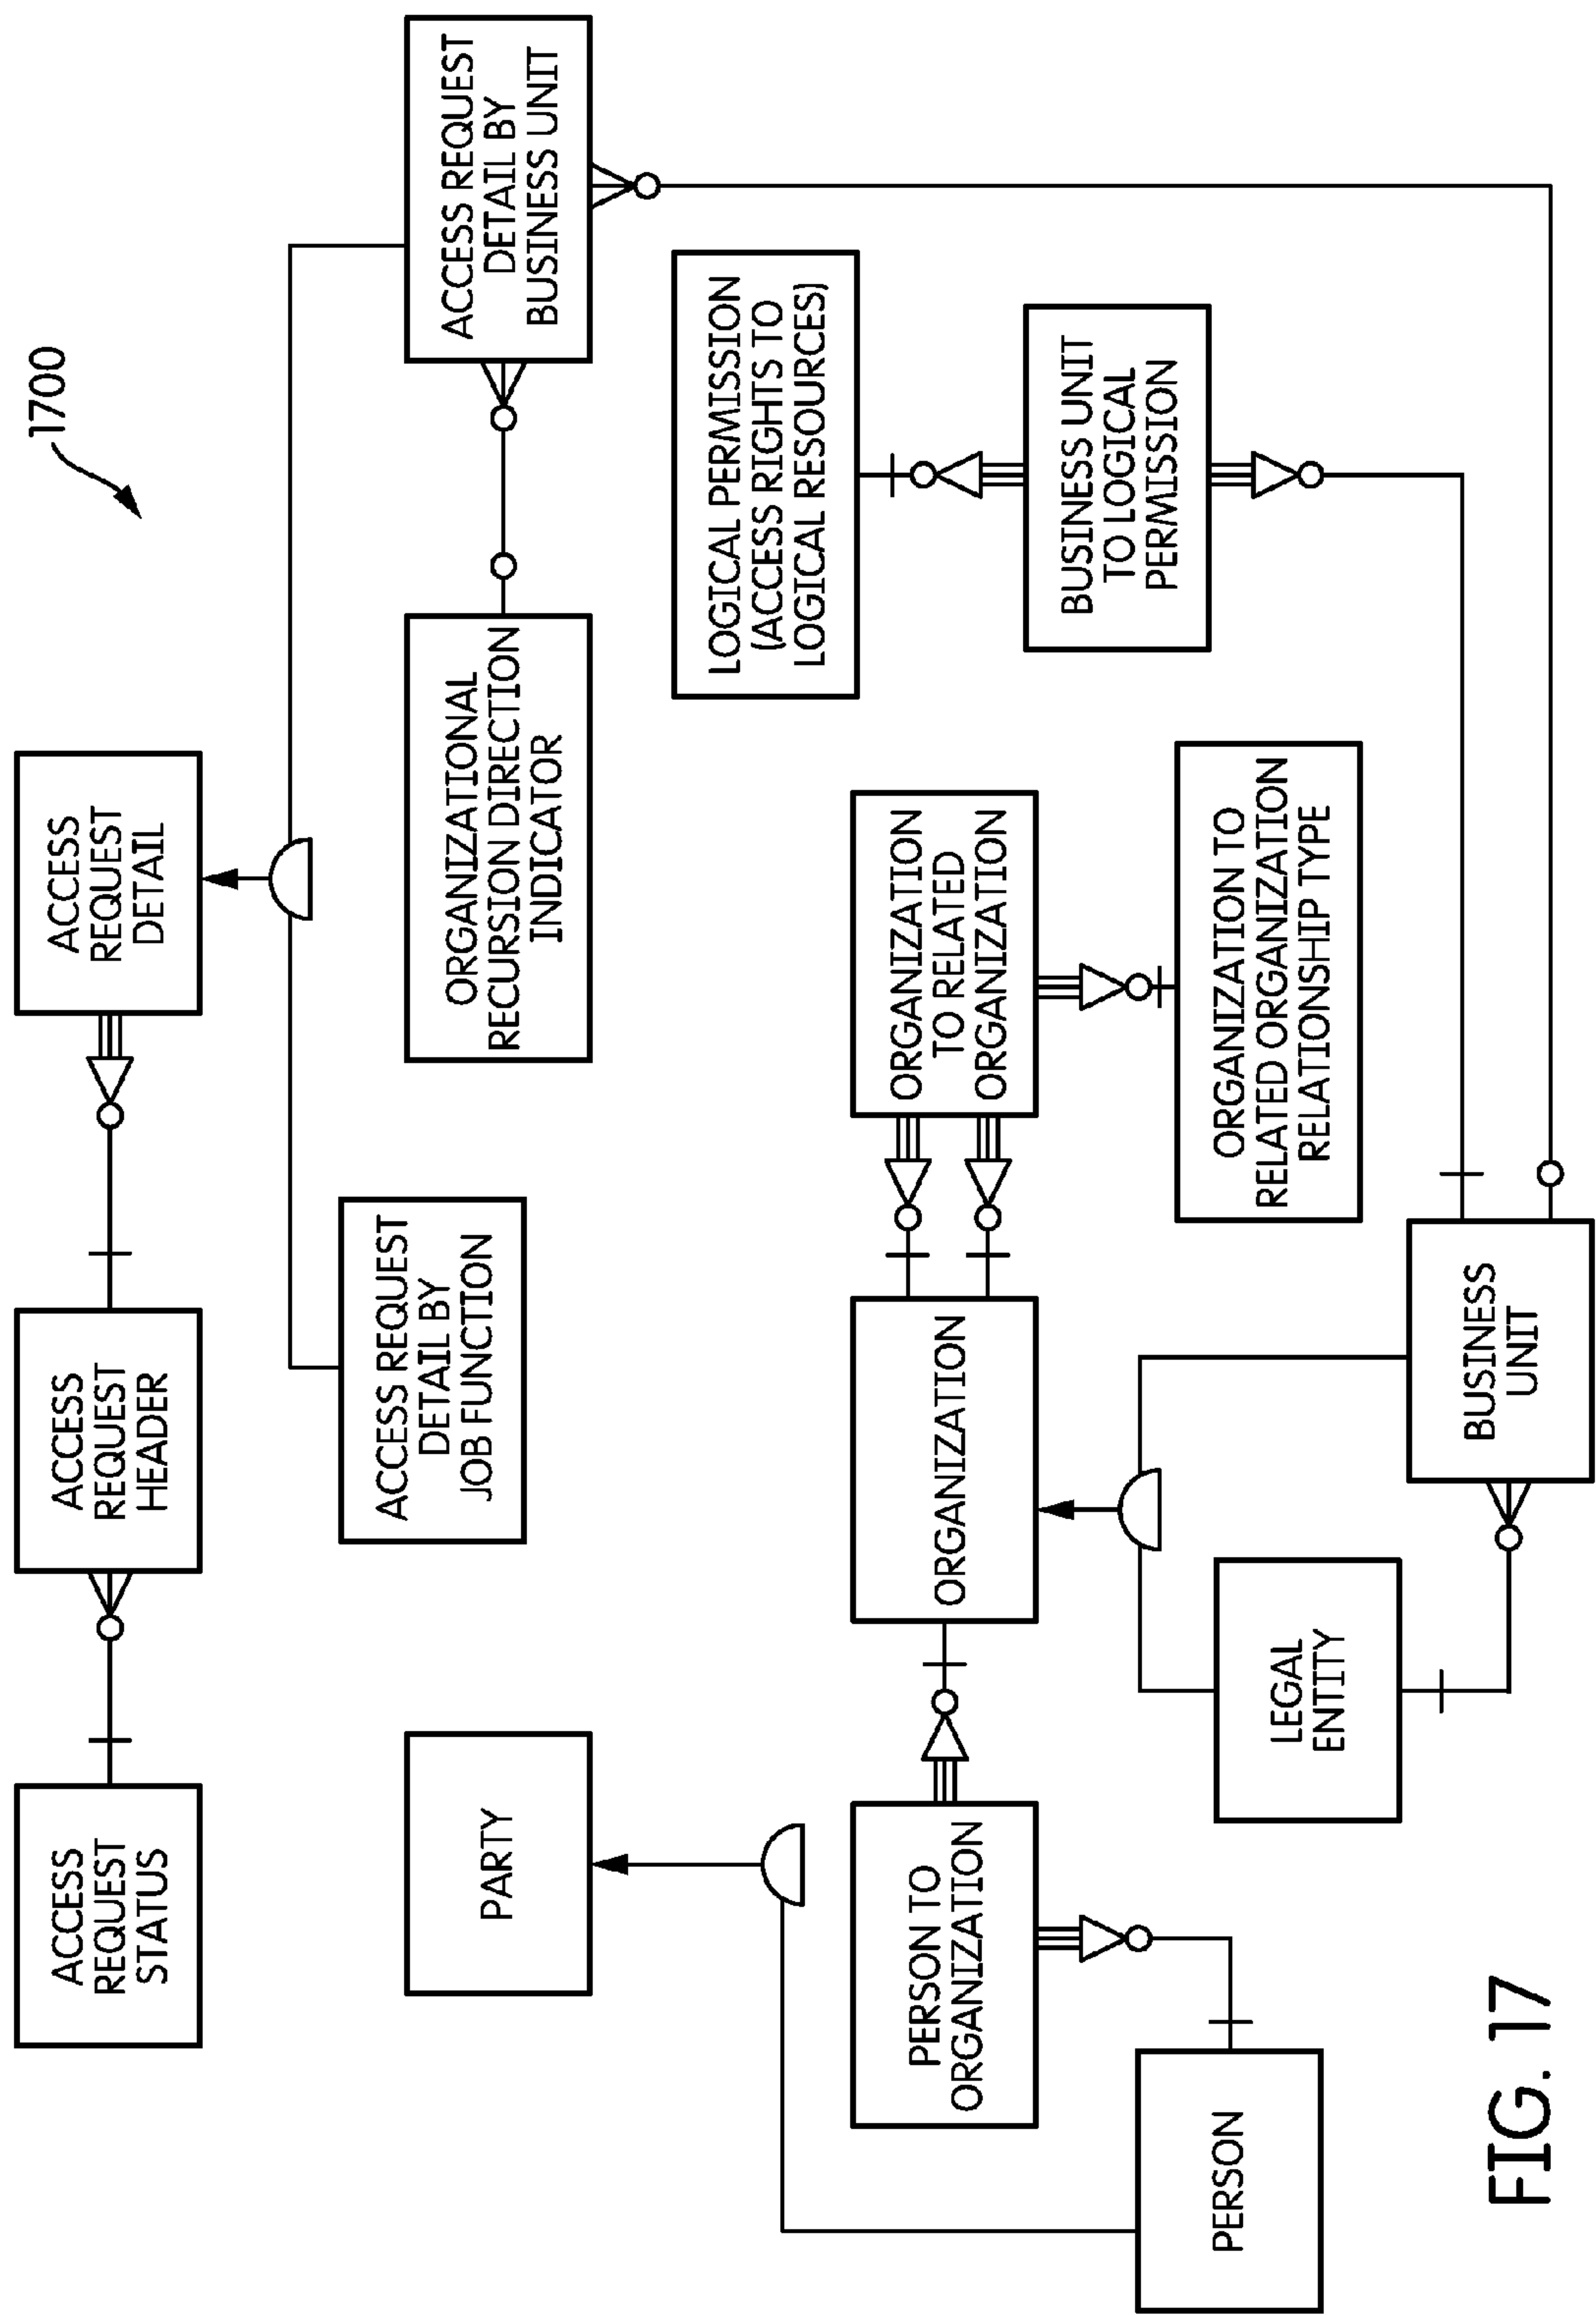 1700
ACCESS
REQUEST
STATUS
ACCESS
REQUEST
HEADER
ACCESS
REQUEST
DETAIL
ACCESS REQUEST
DETAIL BY
JOB FUNCTION
PARTY
ORGANIZATIONAL
RECURSION DIRECTION
INDICATOR
ACCESS REQUEST
DETAIL BY
BUSINESS UNIT
LOGICAL PERMISSION
(ACCESS RIGHTS TO
LOGICAL RESOURCES)
PERSON TO
ORGANIZATION
ORGANIZATION
ORGANIZATION
TO RELATED
ORGANIZATION
BUSINESS UNIT
TO LOGICAL
PERMISSION
PERSON
LEGAL
ENTITY
ORGANIZATION TO
RELATED ORGANIZATION
RELATIONSHIP TYPE
BUSINESS
UNIT
FIG. 17